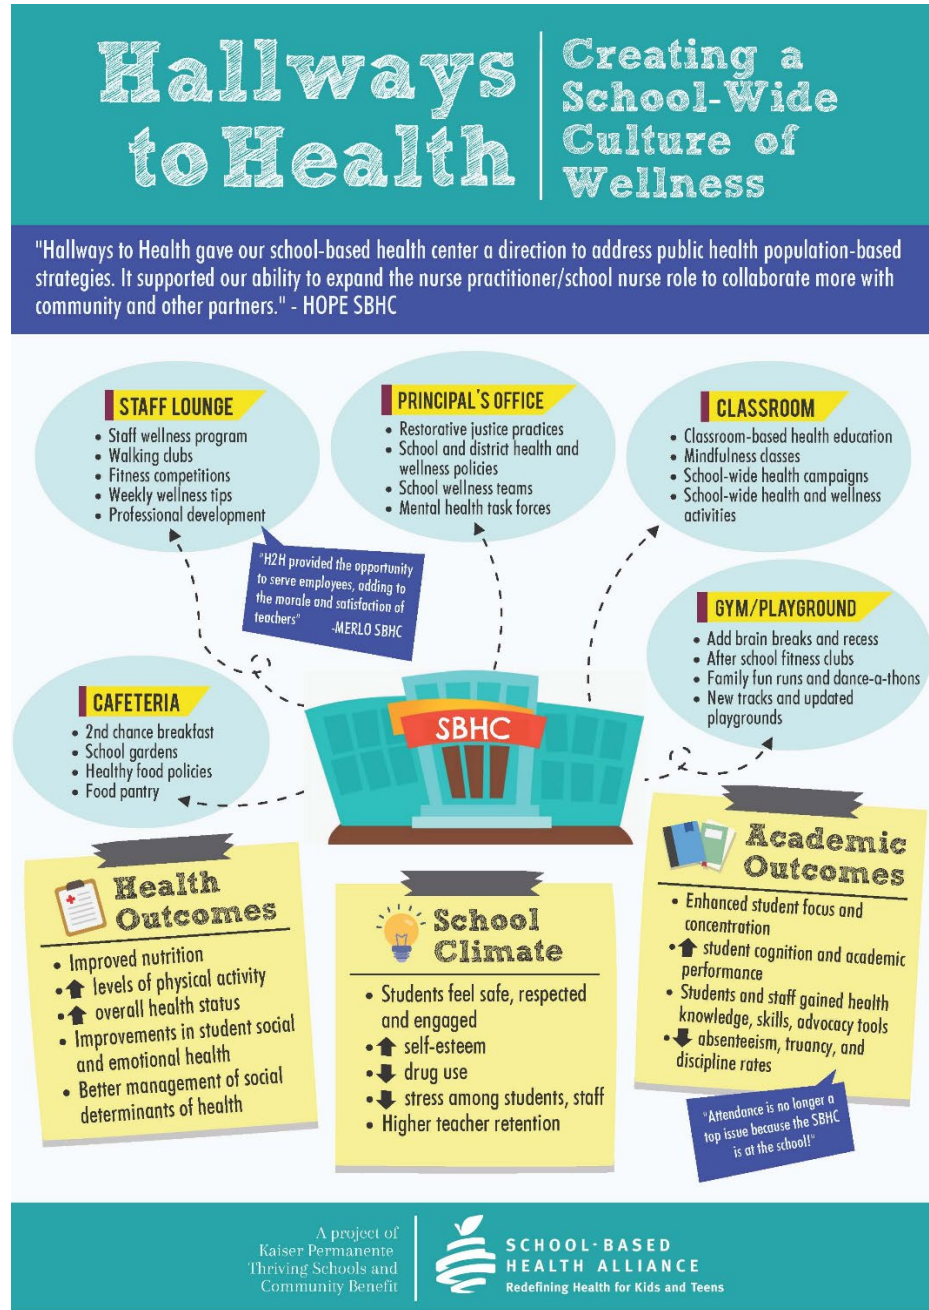 Hallways
to Health
Creating a
School-Wide
Culture of
Wellness
"Hallways to Health gave our school-based health center a direction to address public health population-based
strategies. It supported our ability to expand the nurse practitioner/school nurse role to collaborate more with
community and other partners." - HOPE SBHC
STAFF LOUNGE
• Staff wellness program
• Walking clubs
• Fitness competitions
• Weekly wellness tips
• Professional development
"H2H provided the opportunity
to serve employees, adding to
the morale and satisfaction of
teachers"
-MERLO SBHC
PRINCIPAL'S OFFICE
• Restorative justice practices
• School and district health and
wellness policies
• School wellness teams
• Mental health task forces
CLASSROOM
• Classroom-based health education
• Mindfulness classes
• School-wide health campaigns
• School-wide health and wellness
activities
GYM/PLAYGROUND
• Add brain breaks and recess
• After school fitness clubs
• Family fun runs and dance-a-thons
• New tracks and updated
playgrounds
CAFETERIA
• 2nd chance breakfast
• School gardens
• Healthy food policies
• Food pantry
SBHC
Health
Outcomes
• Improved nutrition
• ⬆ levels of physical activity
• ⬆ overall health status
• Improvements in student social
and emotional health
• Better management of social
determinants of health
School
Climate
• Students feel safe, respected
and engaged
• ⬆ self-esteem
• ⬇ drug use
• ⬇ stress among students, staff
• Higher teacher retention
Academic
Outcomes
• Enhanced student focus and
concentration
• ⬆ student cognition and academic
performance
• Students and staff gained health
knowledge, skills, advocacy tools
• ⬇ absenteeism, truancy, and
discipline rates
"Attendance is no longer a
top issue because the SBHC
is at the school!"
A project of
Kaiser Permanente
Thriving Schools and
Community Benefit
SCHOOL-BASED
HEALTH ALLIANCE
Redefining Health for Kids and Teens